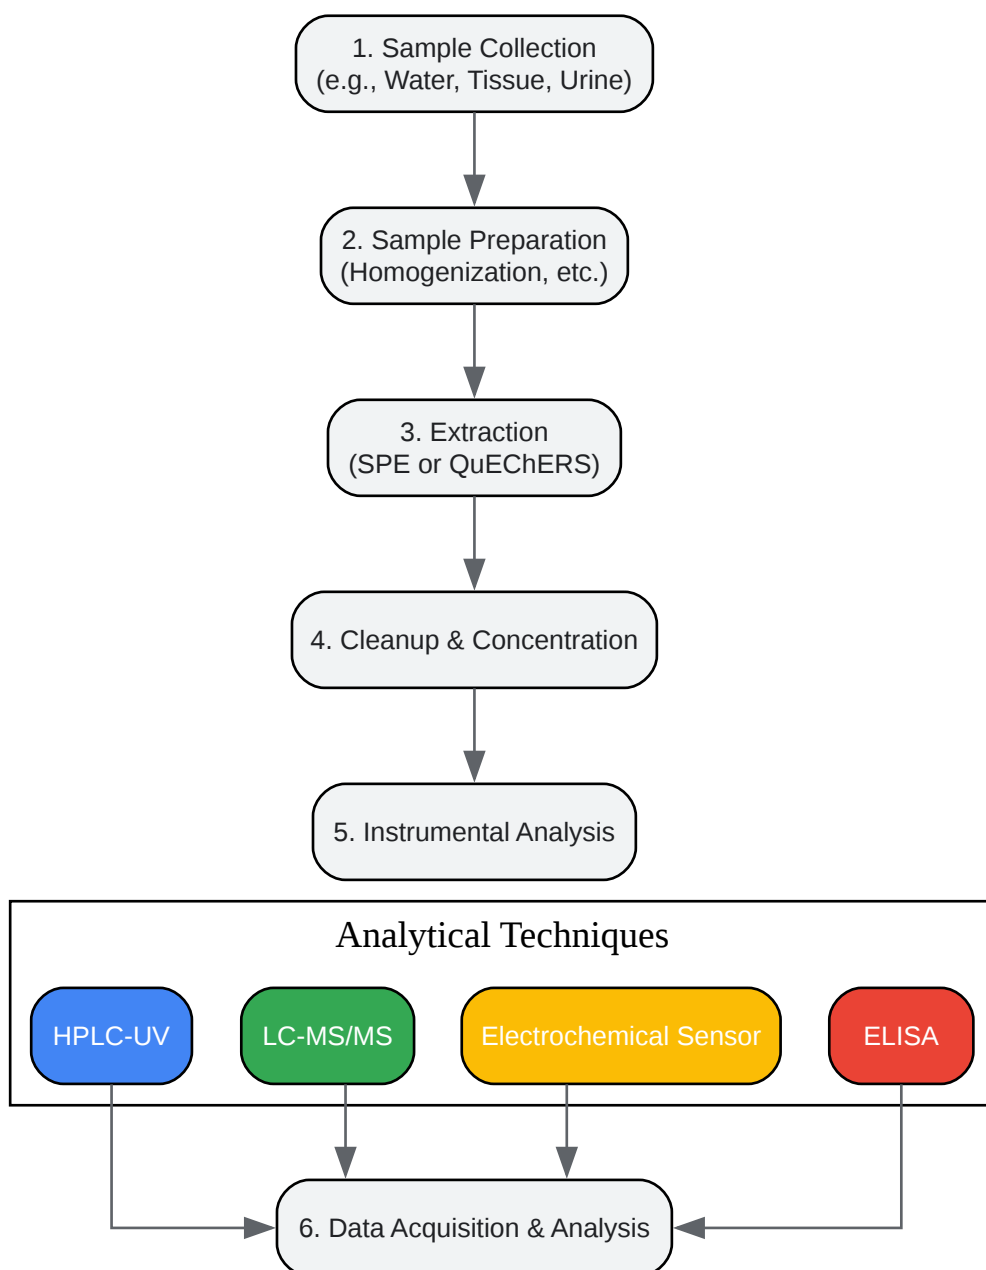 1. Sample Collection
(e.g., Water, Tissue, Urine)
2. Sample Preparation
(Homogenization, etc.)
3. Extraction
(SPE or QuEChERS)
4. Cleanup & Concentration
5. Instrumental Analysis
Analytical Techniques
HPLC-UV
LC-MS/MS
Electrochemical Sensor
ELISA
6. Data Acquisition & Analysis